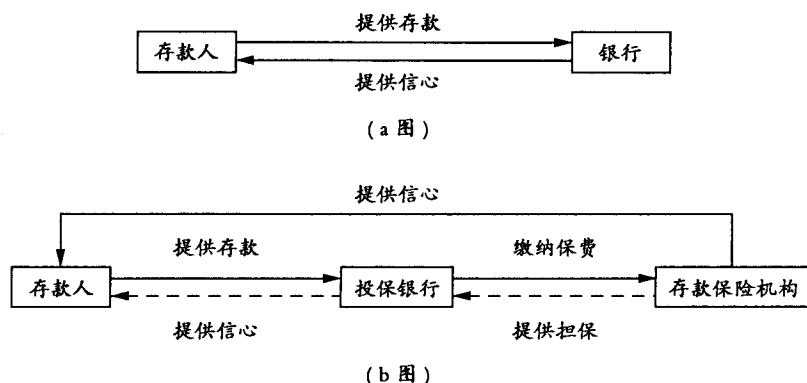 提供存款
存款人
银行
提供信心
(a图)
提供信心
提供存款
缴纳保费
存款人
投保银行
存款保险机构
提供信心
提供担保
(b图)